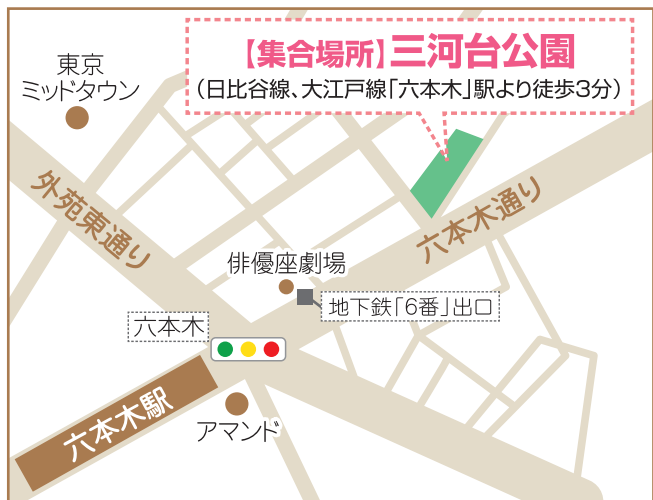 【集合場所】三河台公園
（日比谷線、大江戸線「六本木」駅より徒歩3分）
東京
ミッドタウン
外苑東通り
六本木通り
俳優座劇場
地下鉄「6番」出口
六本木
六本木駅
アマンド